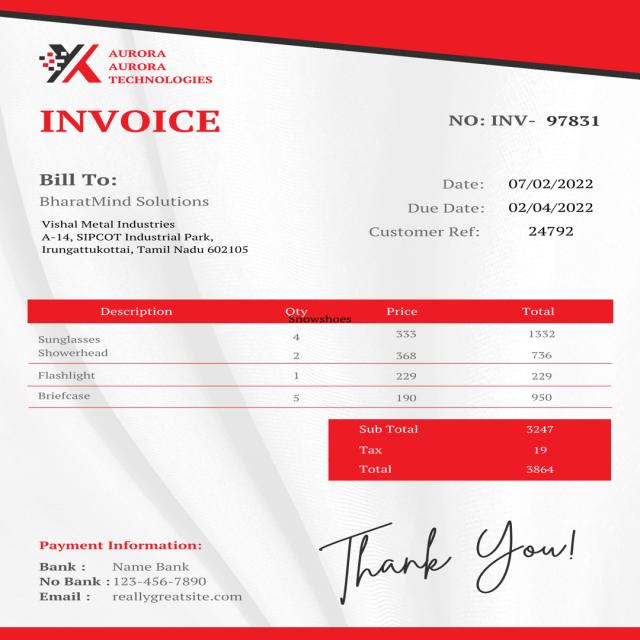 AURORA
AURORA
TECHNOLOGIES
INVOICE
NO: INV- 97831
Bill To:
BharatMind Solutions
Vishal Metal Industries
A-14, SIPCOT Industrial Park,
Irungattukottai, Tamil Nadu 602105
Date: 07/02/2022
Due Date: 02/04/2022
Customer Ref: 24792
Description Qty Price Total
Snowshoes
Sunglasses 4 333 1332
Showerhead 2 368 736
Flashlight 1 229 229
Briefcase 5 190 950
Sub Total 3247
Tax 19
Total 3864
Payment Information:
Bank : Name Bank
No Bank : 123-456-7890
Email : reallygreatsite.com
Thank You!